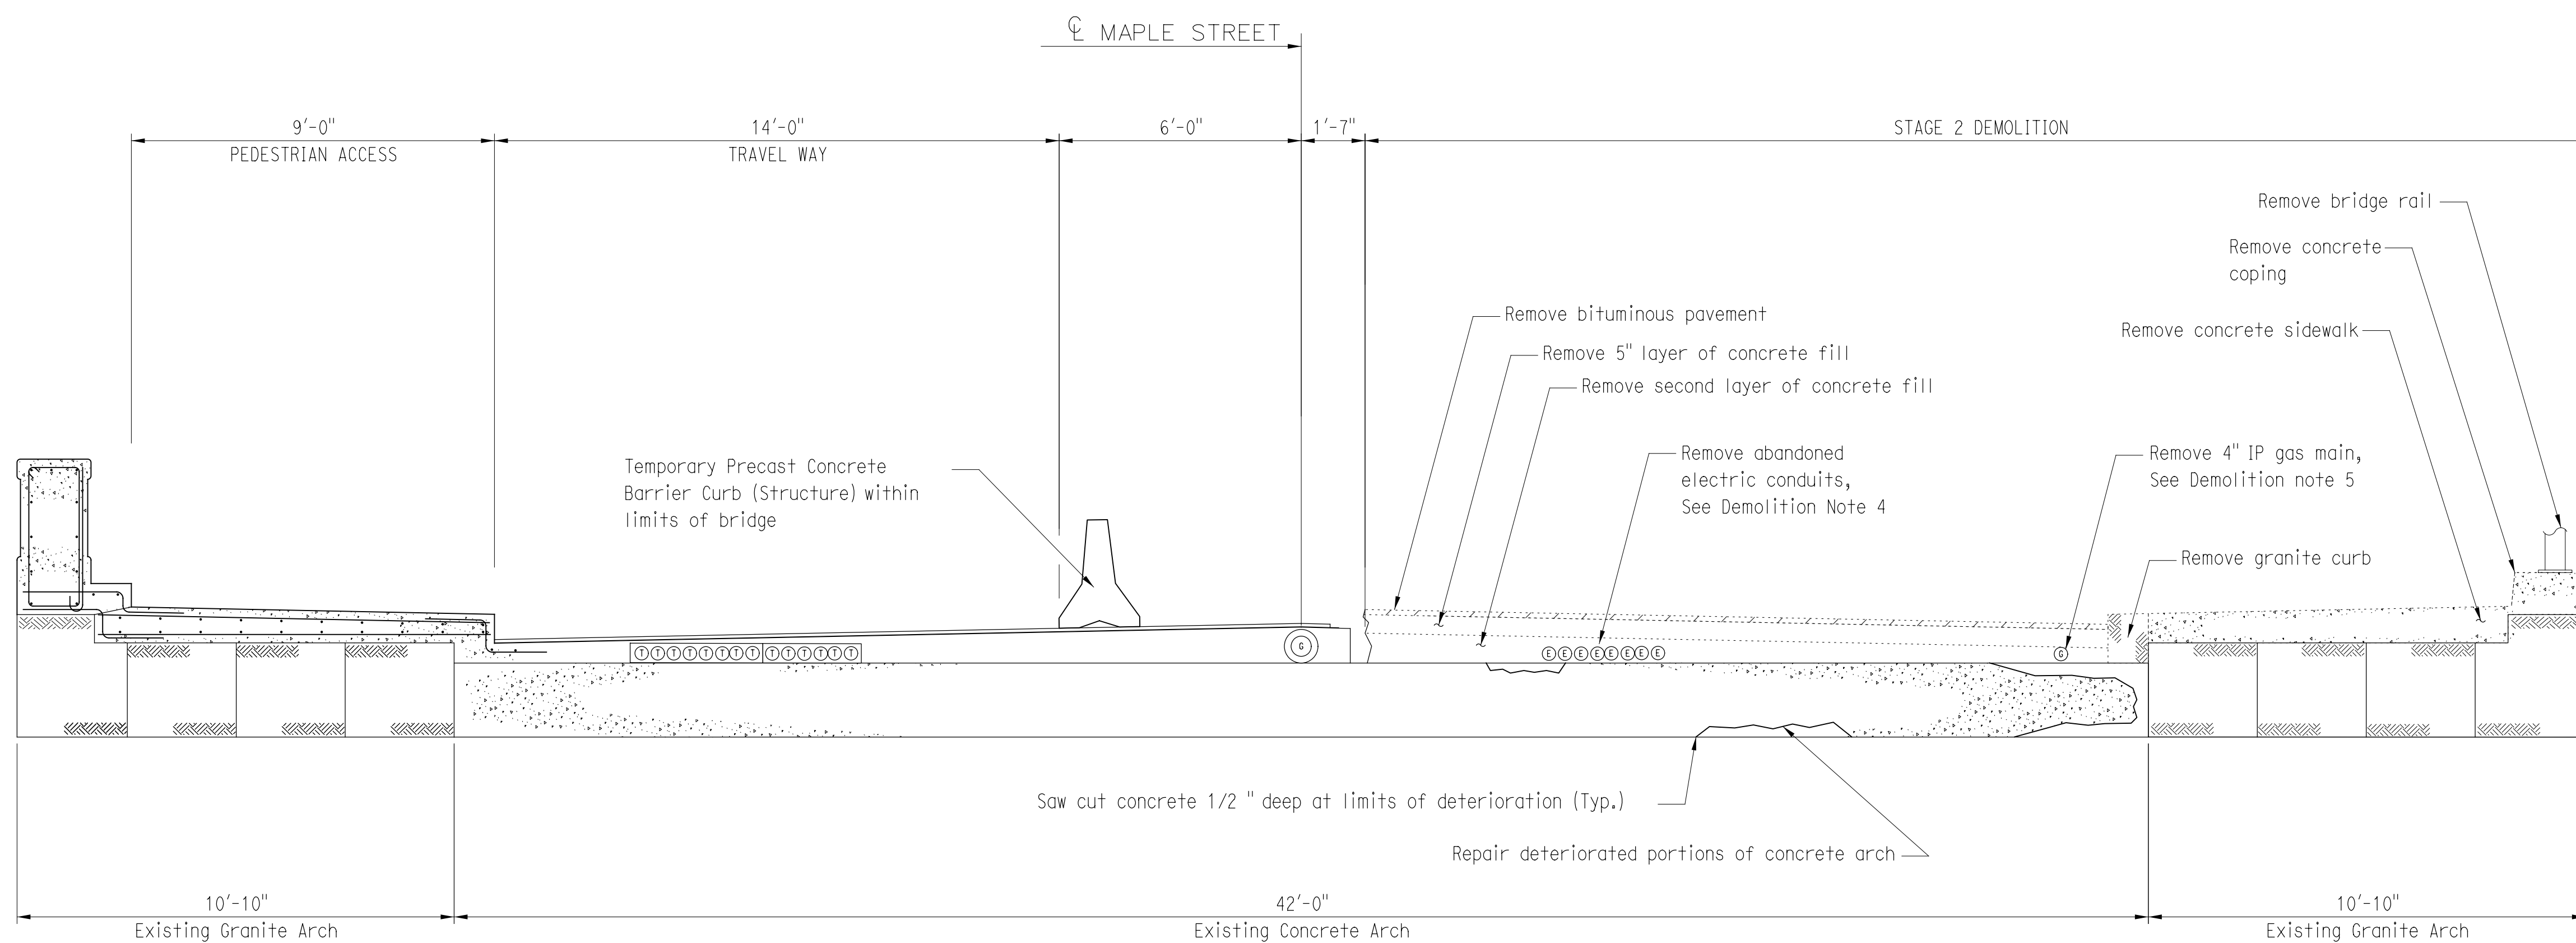 ℄ MAPLE STREET
9'-0"
14'-0"
6'-0"
1'-7"
STAGE 2 DEMOLITION
PEDESTRIAN ACCESS
TRAVEL WAY
Remove bridge rail
Remove concrete
coping
Remove bituminous pavement
Remove concrete sidewalk
Remove 5" layer of concrete fill
Remove second layer of concrete fill
Temporary Precast Concrete
Barrier Curb (Structure) within
limits of bridge
Remove abandoned
electric conduits,
See Demolition Note 4
Remove 4" IP gas main,
See Demolition note 5
Remove granite curb
T T T T T T T T T T T T T T
G
E E E E E E E E
G
Saw cut concrete 1/2 " deep at limits of deterioration (Typ.)
Repair deteriorated portions of concrete arch
10'-10"
42'-0"
10'-10"
Existing Granite Arch
Existing Concrete Arch
Existing Granite Arch